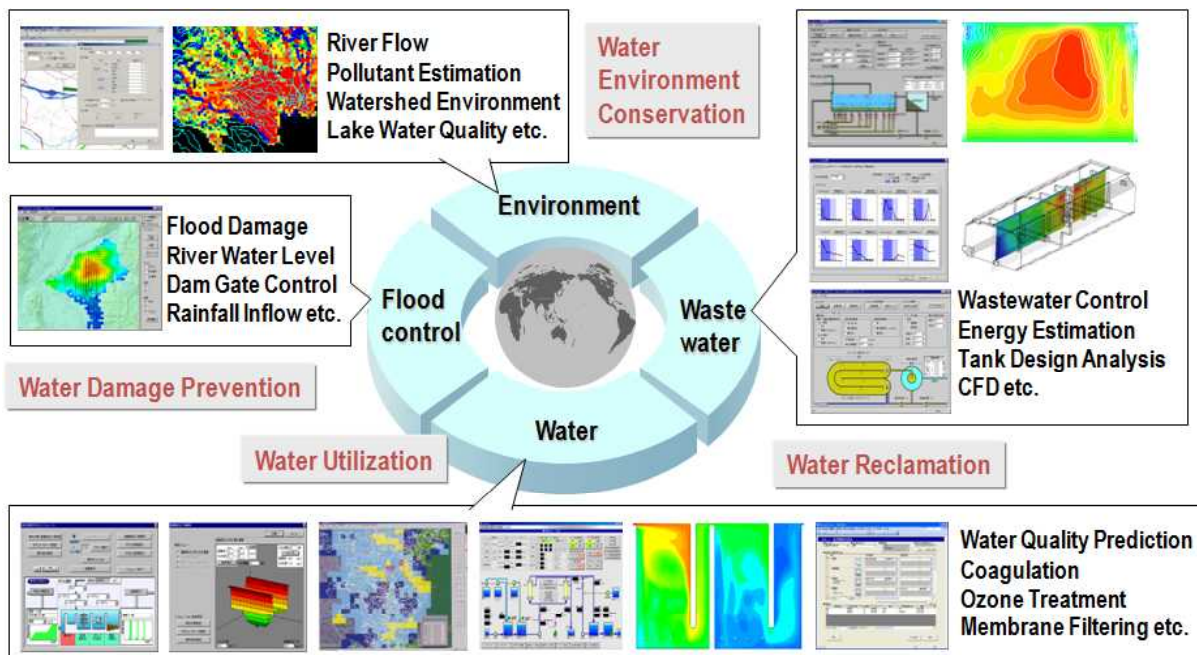 River Flow
Pollutant Estimation
Watershed Environment
Lake Water Quality etc.
Water
Environment
Conservation
Environment
Flood Damage
River Water Level
Dam Gate Control
Rainfall Inflow etc.
Flood
control
Waste
water
Wastewater Control
Energy Estimation
Tank Design Analysis
CFD etc.
Water Damage Prevention
Water
Water Utilization
Water Reclamation
Water Quality Prediction
Coagulation
Ozone Treatment
Membrane Filtering etc.